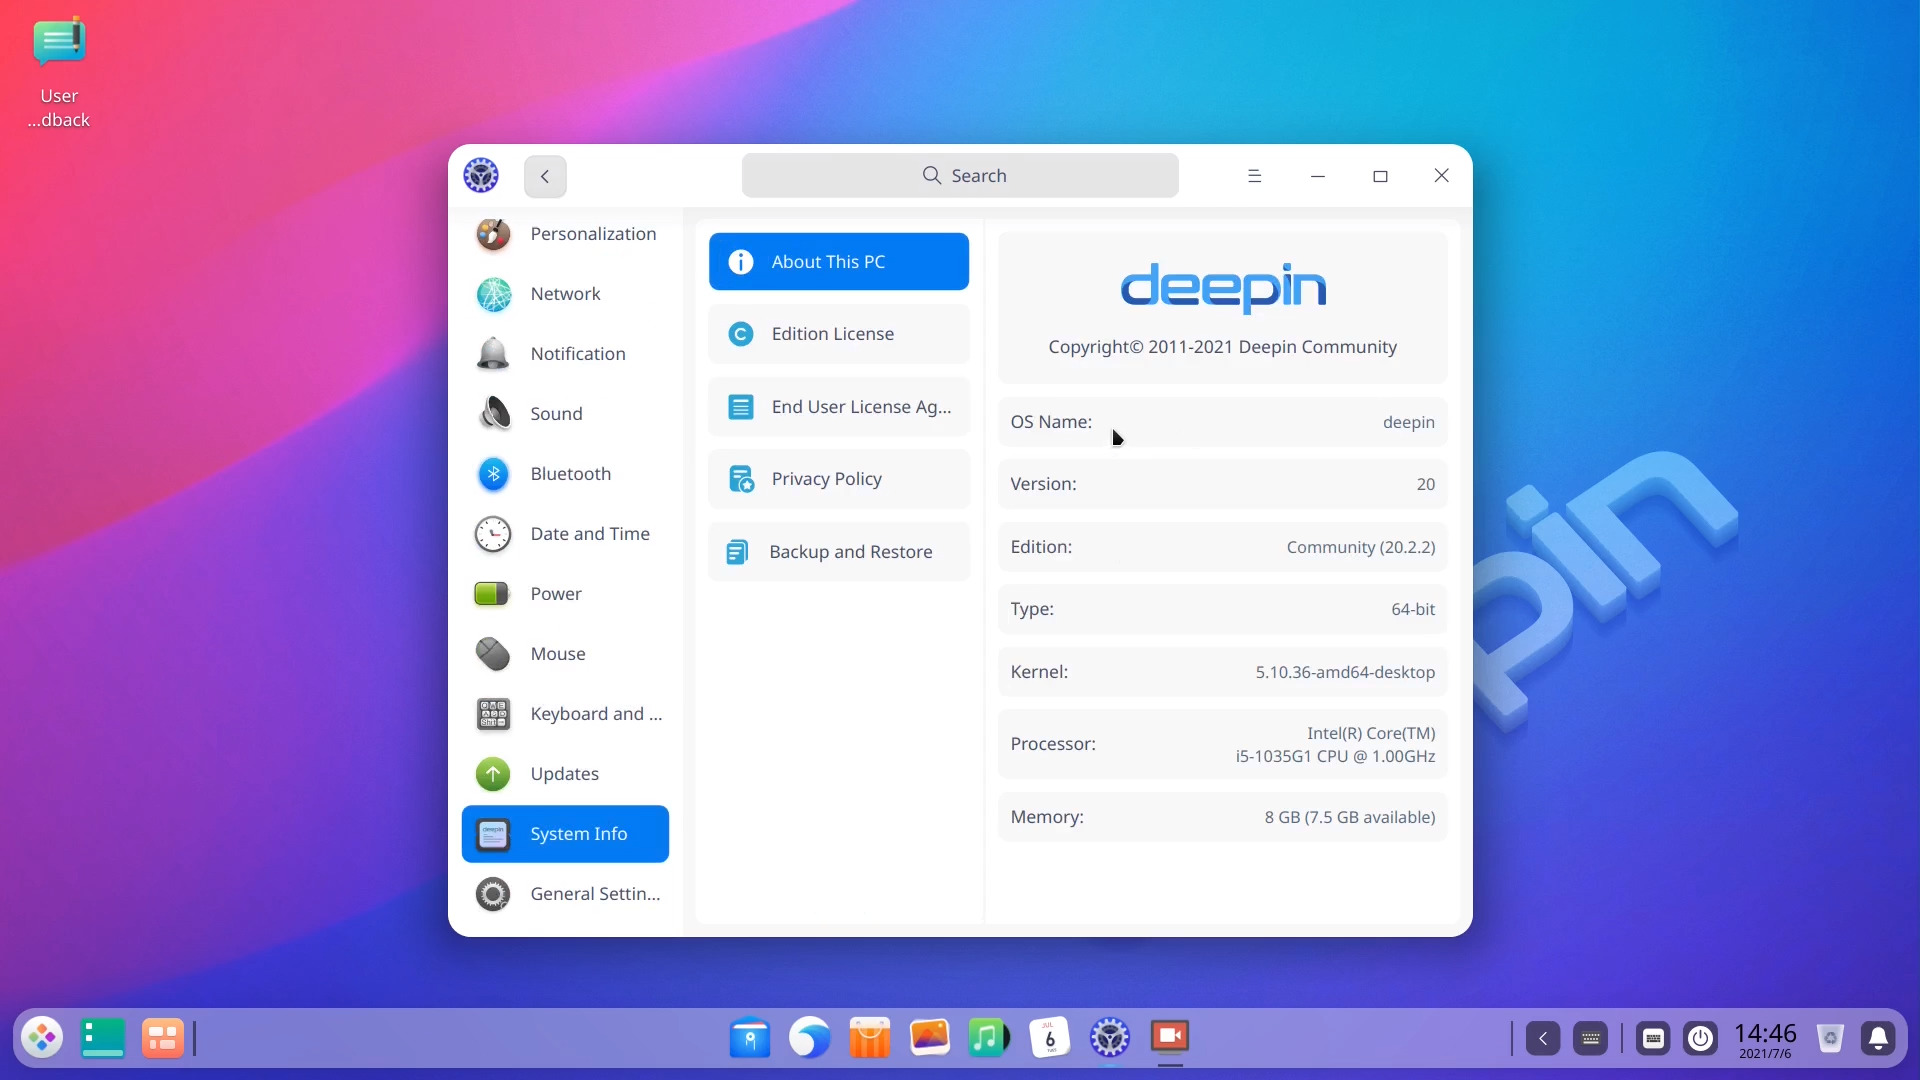 User
...dback
Search
Personalization
Network
Notification
Sound
Bluetooth
Date and Time
Power
Mouse
Keyboard and ...
Updates
System Info
General Settin...
About This PC
Edition License
End User License Ag...
Privacy Policy
Backup and Restore
deepin
Copyright© 2011-2021 Deepin Community
OS Name: deepin
Version: 20
Edition: Community (20.2.2)
Type: 64-bit
Kernel: 5.10.36-amd64-desktop
Processor: Intel(R) Core(TM)
i5-1035G1 CPU @ 1.00GHz
Memory: 8 GB (7.5 GB available)
pin
JUL
6
14:46
2021/7/6